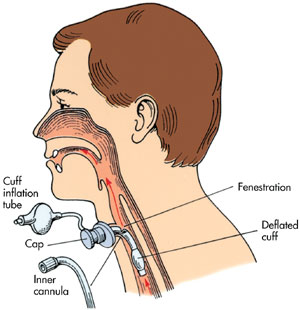 Cuff
inflation
tube
Cap
Inner
cannula
Fenestration
Deflated
cuff